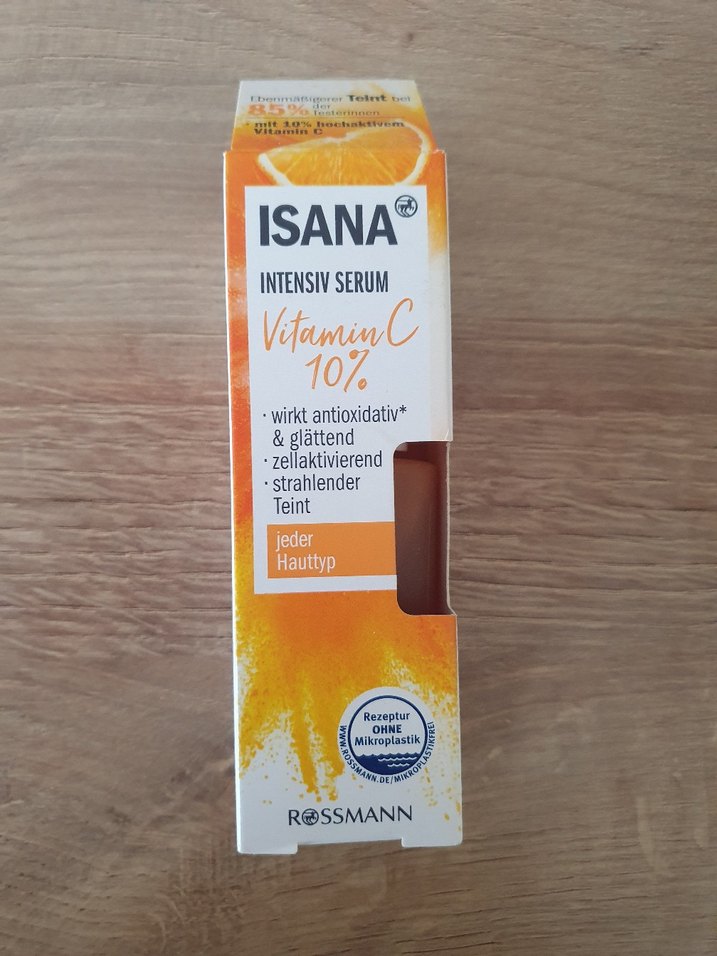 Ebenmäßigerer Teint bei
85% der Testerinnen
* mit 10% hochaktivem
Vitamin C
ISANA
INTENSIV SERUM
Vitamin C
10%
· wirkt antioxidativ*
& glättend
· zellaktivierend
· strahlender
Teint
jeder
Hauttyp
Rezeptur
OHNE
Mikroplastik
WWW.ROSSMANN.DE/MIKROPLASTIKFREI
ROSSMANN